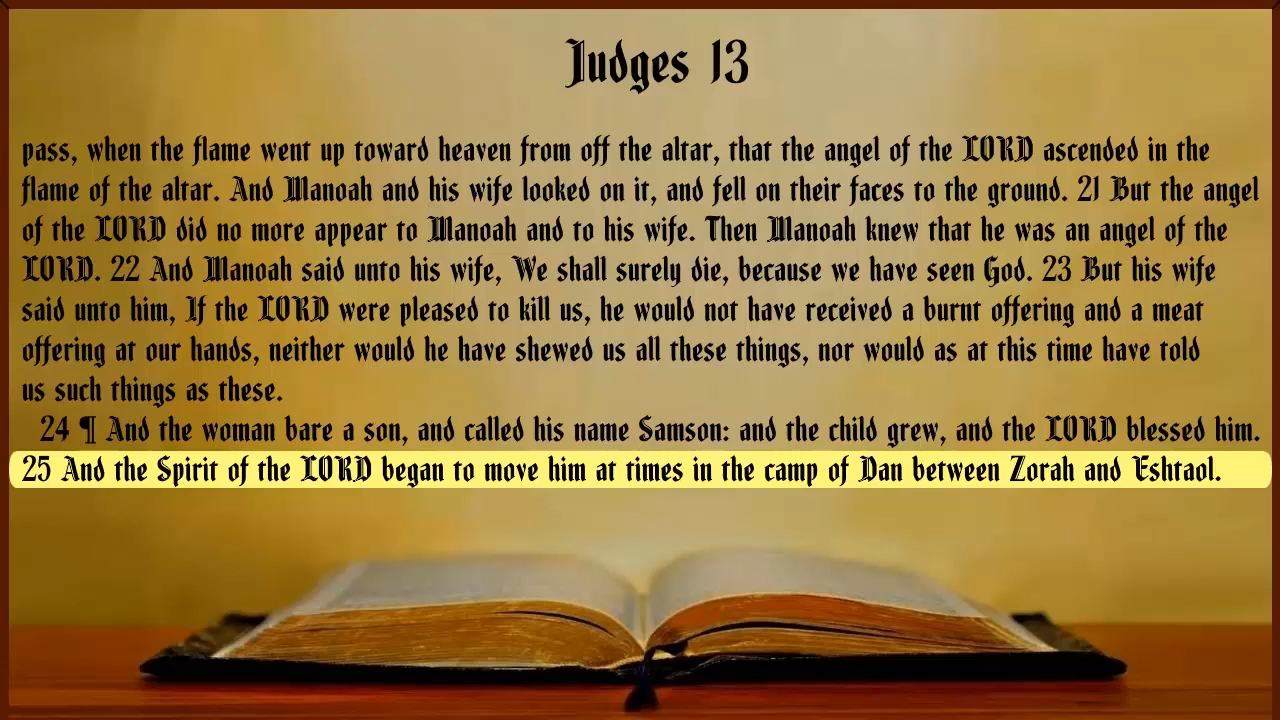 Judges 13
pass, when the flame went up toward heaven from off the altar, that the angel of the LORD ascended in the
flame of the altar. And Manoah and his wife looked on it, and fell on their faces to the ground. 21 But the angel
of the LORD did no more appear to Manoah and to his wife. Then Manoah knew that he was an angel of the
LORD. 22 And Manoah said unto his wife, We shall surely die, because we have seen God. 23 But his wife
said unto him, If the LORD were pleased to kill us, he would not have received a burnt offering and a meat
offering at our hands, neither would he have shewed us all these things, nor would as at this time have told
us such things as these.
24 ¶ And the woman bare a son, and called his name Samson: and the child grew, and the LORD blessed him.
25 And the Spirit of the LORD began to move him at times in the camp of Dan between Zorah and Eshtaol.